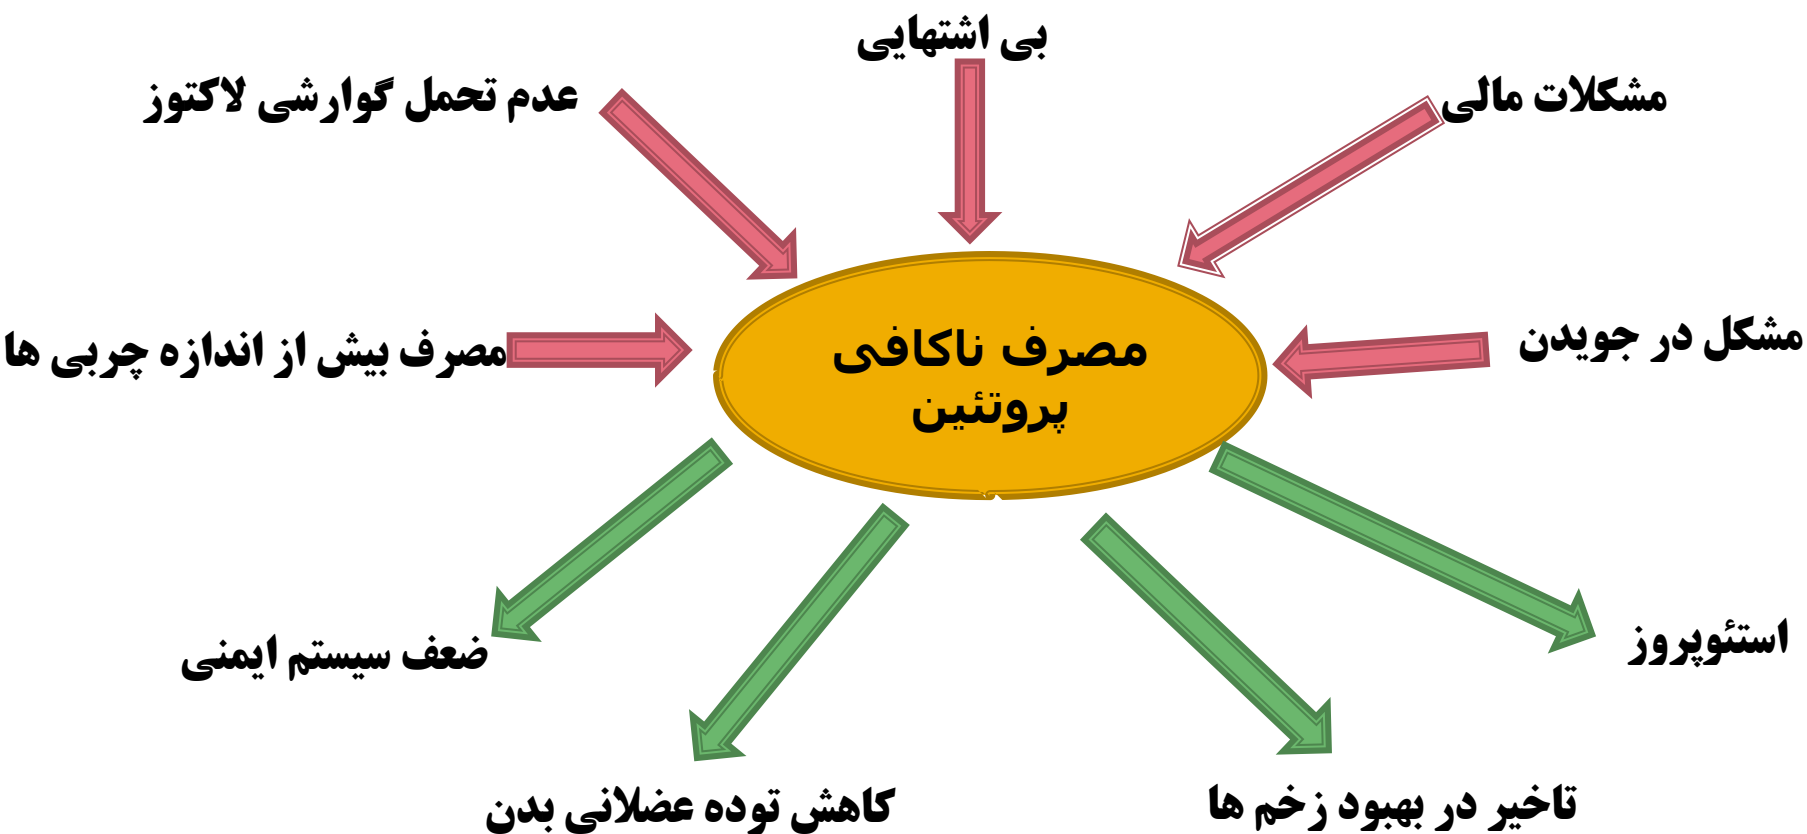 بی اشتهایی
مشکلات مالی
عدم تحمل گوارشی لاکتوز
مشکل در جویدن
مصرف ناکافی
پروتئین
مصرف بیش از اندازه چربی ها
استئوپروز
ضعف سیستم ایمنی
تاخیر در بهبود زخم ها
کاهش توده عضلانی بدن